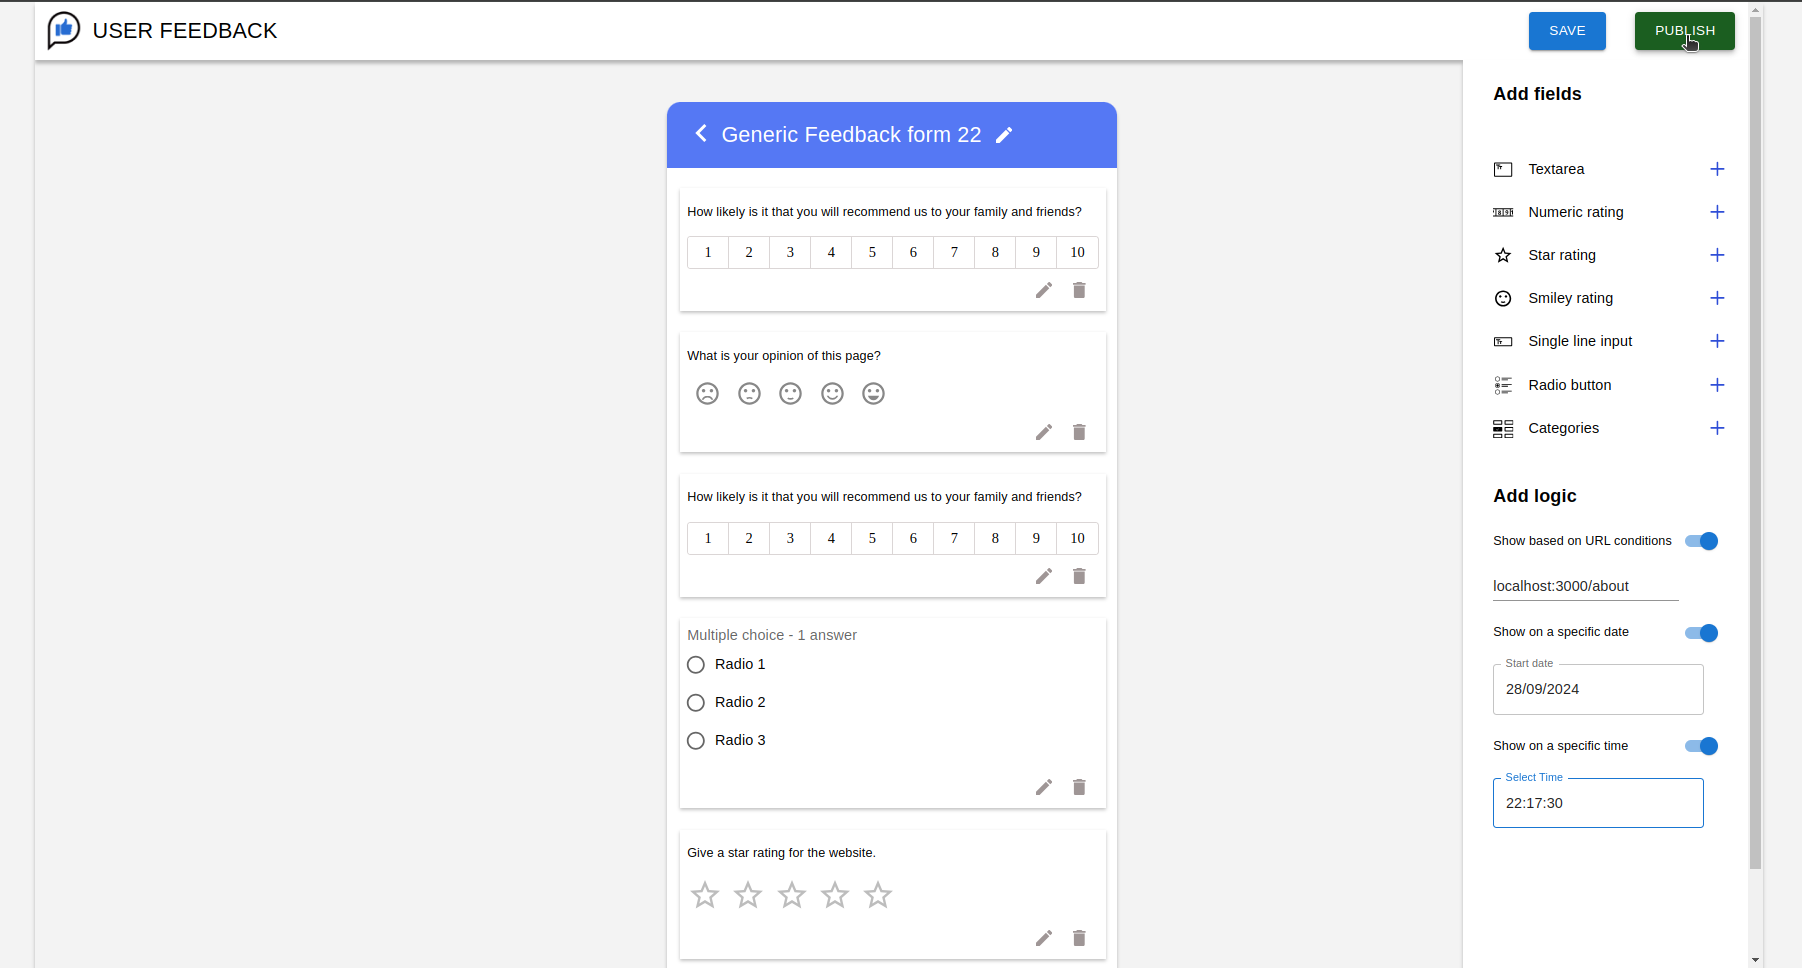 USER FEEDBACK
SAVE
PUBLISH
Generic Feedback form 22
How likely is it that you will recommend us to your family and friends?
1 2 3 4 5 6 7 8 9 10
What is your opinion of this page?
How likely is it that you will recommend us to your family and friends?
1 2 3 4 5 6 7 8 9 10
Multiple choice - 1 answer
Radio 1
Radio 2
Radio 3
Give a star rating for the website.
Add fields
Textarea
Numeric rating
Star rating
Smiley rating
Single line input
Radio button
Categories
Add logic
Show based on URL conditions
localhost:3000/about
Show on a specific date
Start date
28/09/2024
Show on a specific time
Select Time
22:17:30